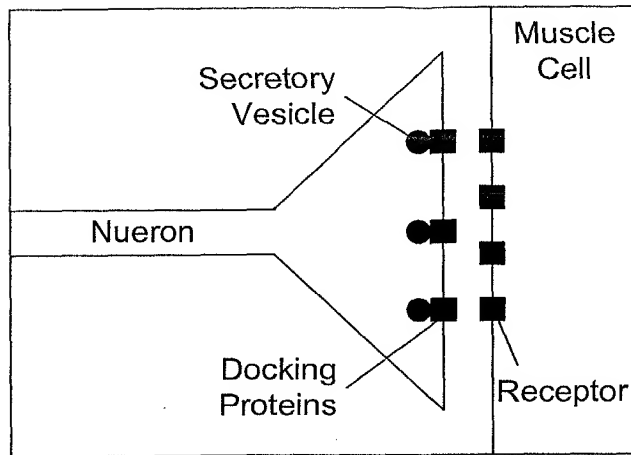 Muscle
Cell
Secretory
Vesicle
Nueron
Docking
Proteins
Receptor